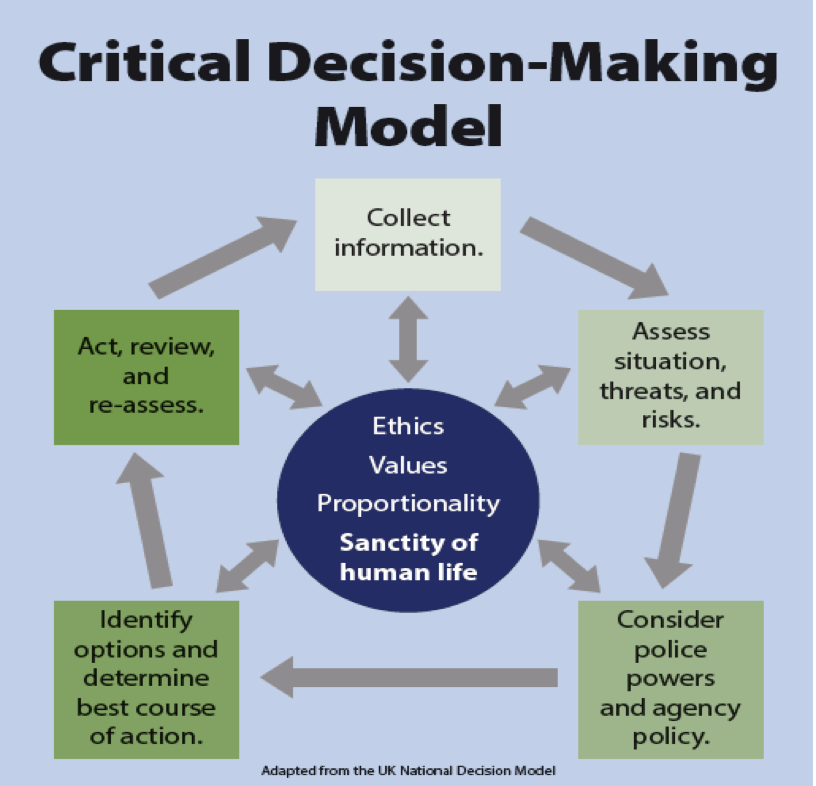 Critical Decision-Making
Model
Collect
information.
Act, review,
and
re-assess.
Assess
situation,
threats, and
risks.
Ethics
Values
Proportionality
Sanctity of
human life
Identify
options and
determine
best course
of action.
Consider
police
powers
and agency
policy.
Adapted from the UK National Decision Model